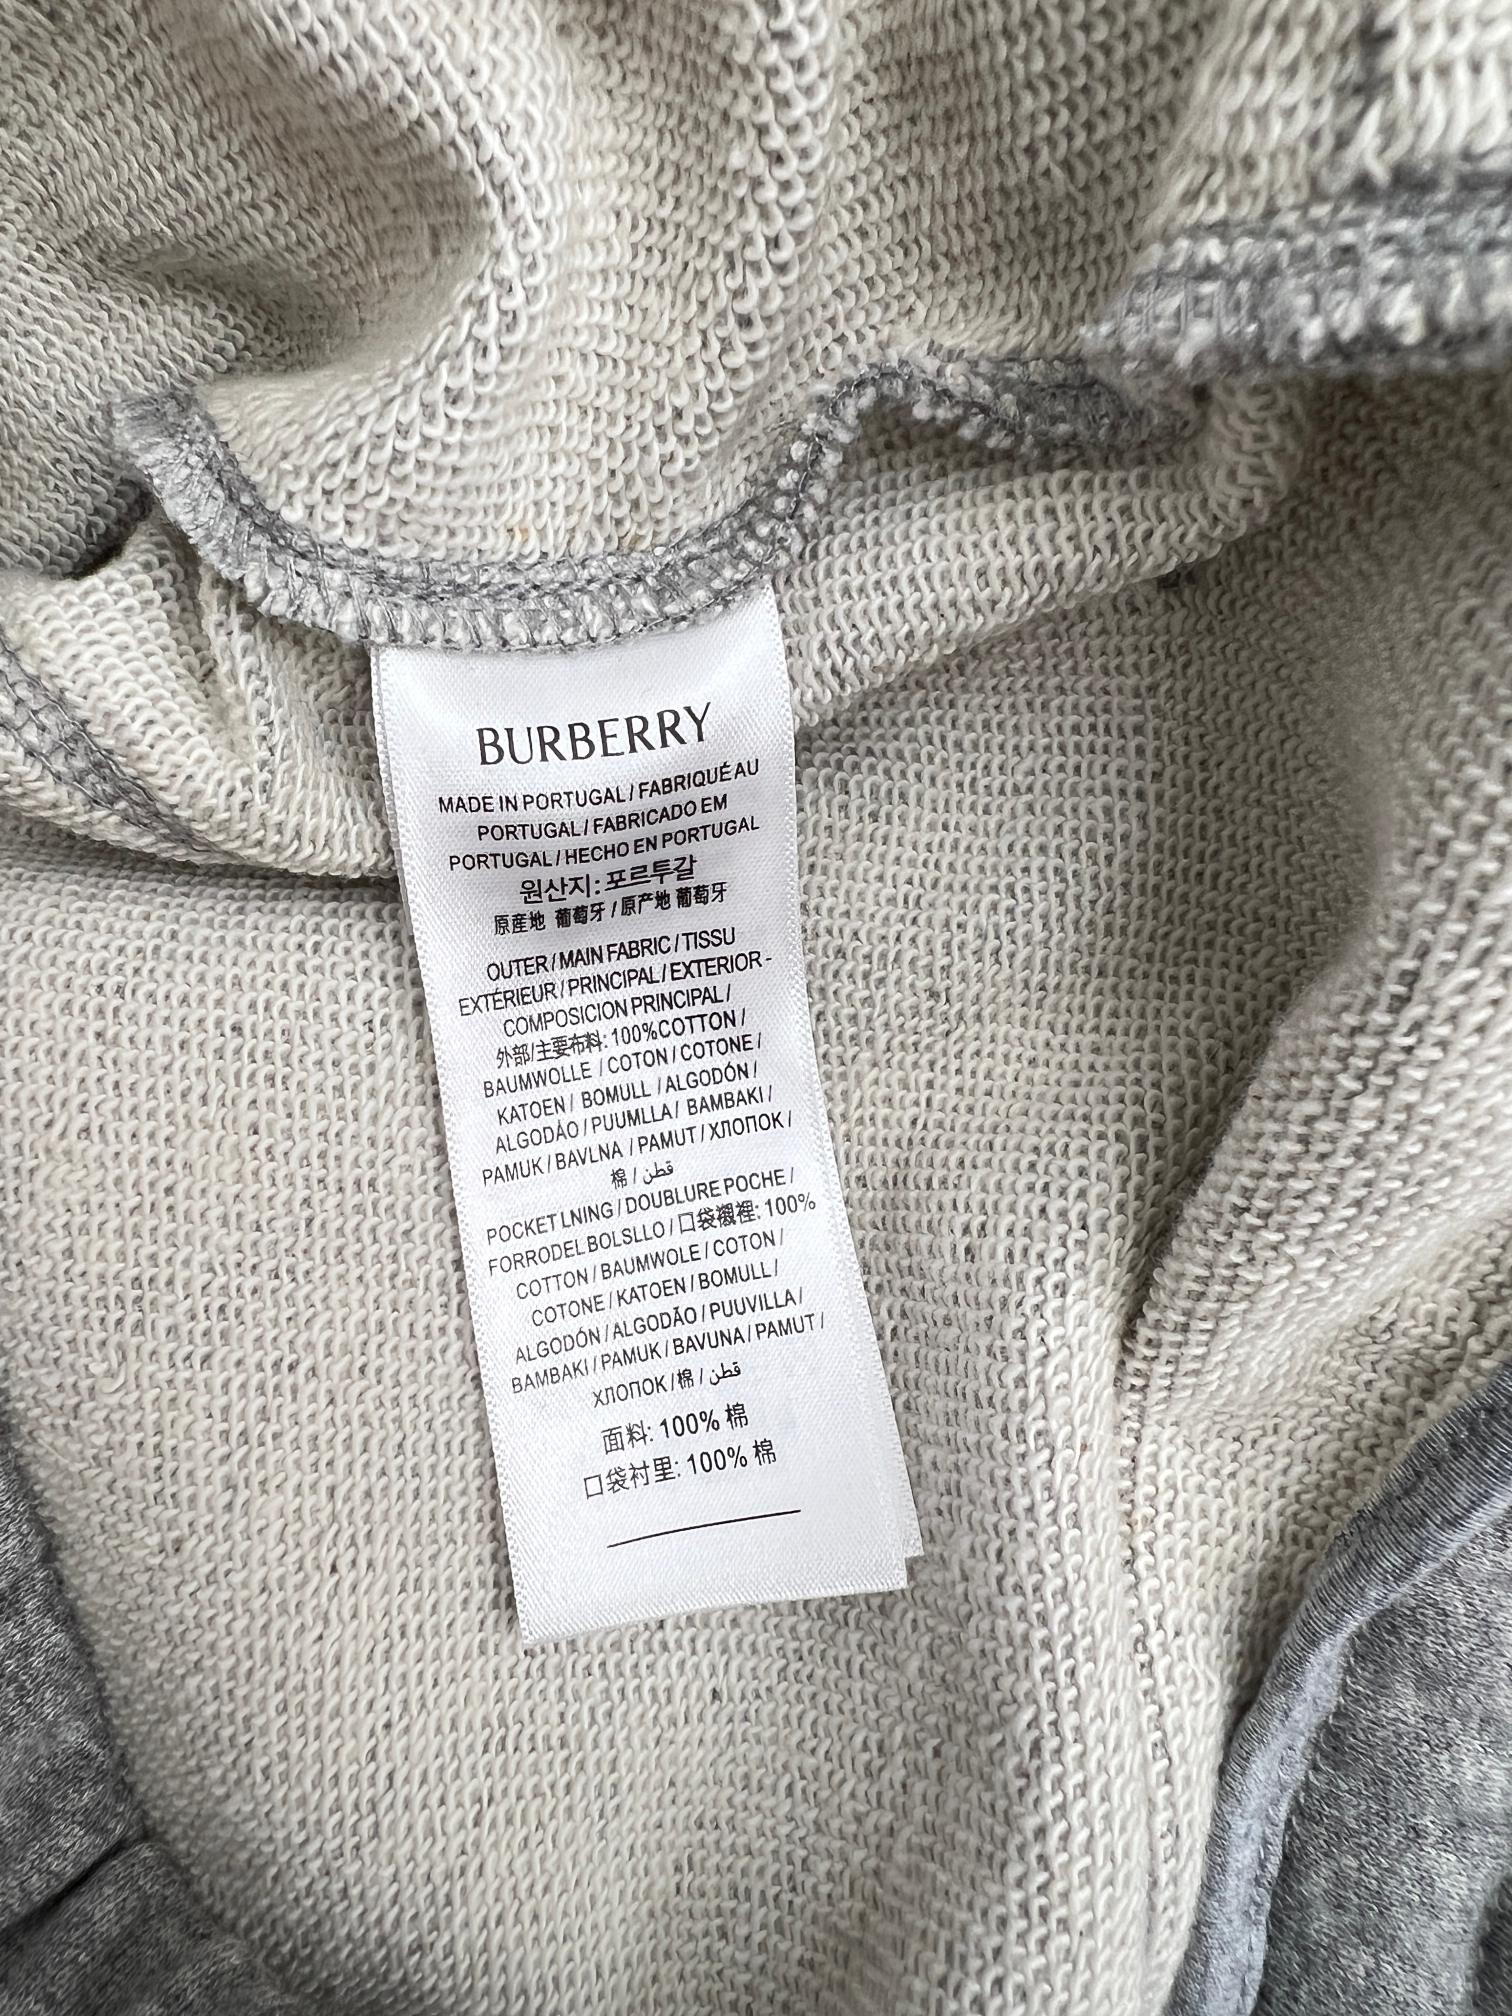 BURBERRY
MADE IN PORTUGAL / FABRIQUÉ AU
PORTUGAL / FABRICADO EM
PORTUGAL / HECHO EN PORTUGAL
원산지: 포르투갈
原産地 葡萄牙 / 原产地 葡萄牙
OUTER / MAIN FABRIC / TISSU
EXTÉRIEUR / PRINCIPAL / EXTERIOR -
COMPOSICION PRINCIPAL /
外部/主要布料: 100%COTTON /
BAUMWOLLE / COTON / COTONE /
KATOEN / BOMULL / ALGODÓN /
ALGODÃO / PUUMLLA / BAMBAKI /
PAMUK / BAVLNA / PAMUT / ХЛОПОК /
棉 / قطن
POCKET LNING / DOUBLURE POCHE /
FORRODEL BOLSLLO / 口袋襯裡: 100%
COTTON / BAUMWOLE / COTON /
COTONE / KATOEN / BOMULL /
ALGODÓN / ALGODÃO / PUUVILLA /
BAMBAKI / PAMUK / BAVUNA / PAMUT /
ХЛОПОК / 棉 / قطن
面料: 100% 棉
口袋衬里: 100% 棉